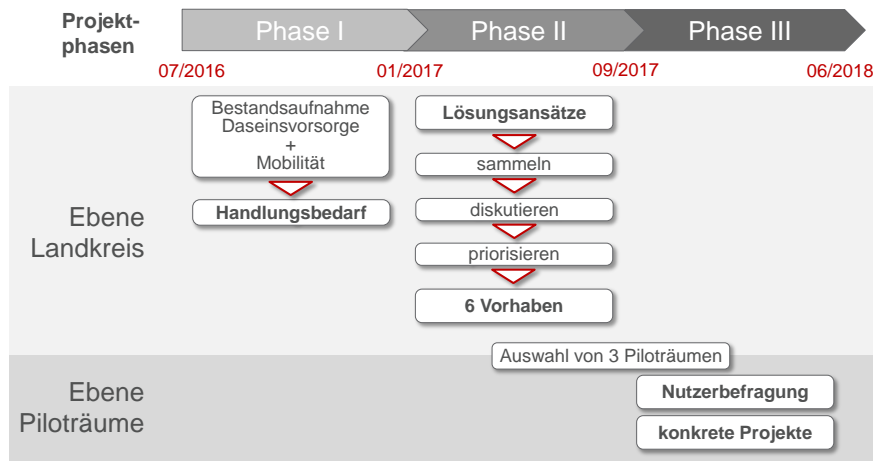 Projekt-
phasen
Phase I
Phase II
Phase III
07/2016
01/2017
09/2017
06/2018
Ebene
Landkreis
Bestandsaufnahme
Daseinsvorsorge
+
Mobilität
Handlungsbedarf
Lösungsansätze
sammeln
diskutieren
priorisieren
6 Vorhaben
Auswahl von 3 Piloträumen
Ebene
Piloträume
Nutzerbefragung
konkrete Projekte